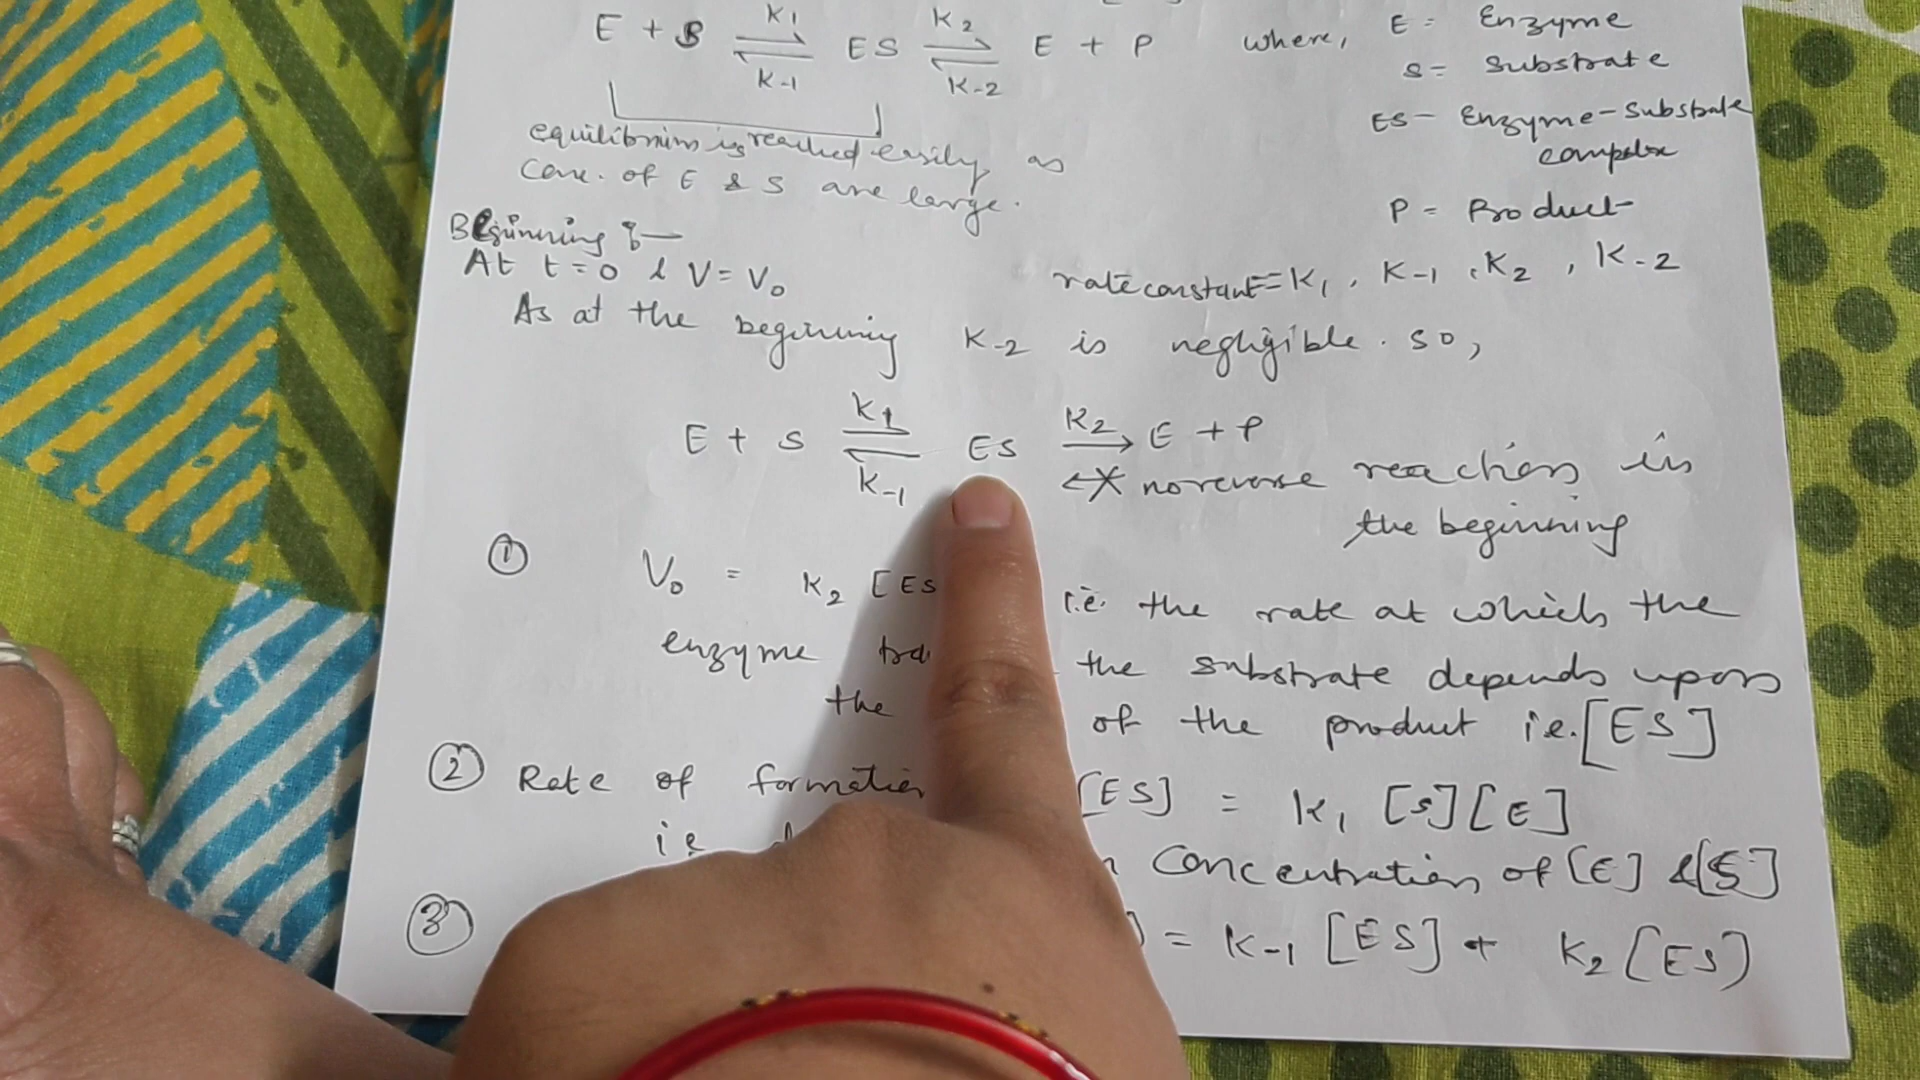 E + S K1 ES K2 E + P where, E = Enzyme
K-1 K-2 S = Substrate
ES - Enzyme-Substrate
complex
equilibrium is reached easily as
conc. of E & S are large.
P = Product
Beginning :-
At t=0 & V=V₀
rate constant = K1, K-1, K2, K-2
As at the beginning K-2 is negligible. so,
E + S K1 ES K2 E + P
K-1 no reverse reaction in
the beginning
① V₀ = K2 [ES i.e. the rate at which the
enzyme the substrate depends upon
the of the product i.e. [ES]
② Rate of formation [ES] = K1 [S][E]
i.e. concentration of [E] & [S]
③ = K-1 [ES] + K2 [ES]